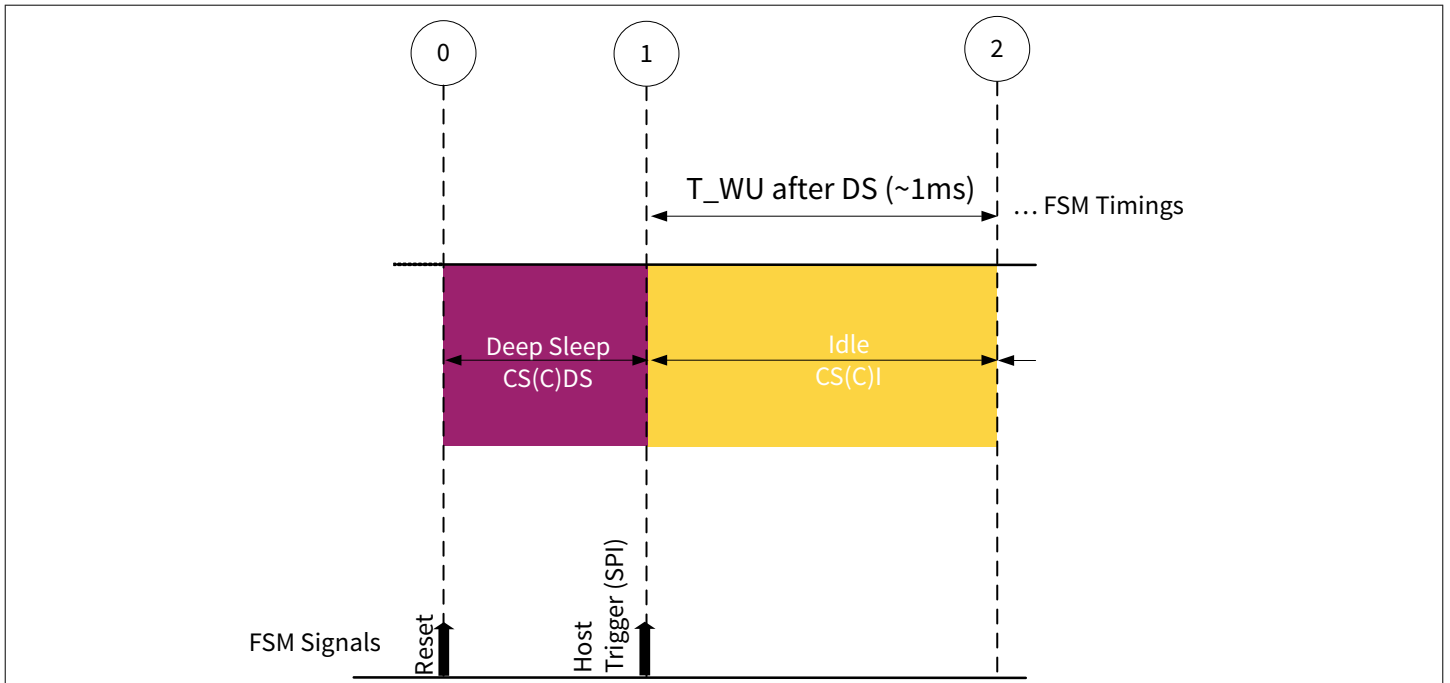 0
1
2
T_WU after DS (~1ms)
... FSM Timings
Deep Sleep
CS(C)DS
Idle
CS(C)I
FSM Signals
Reset
Host
Trigger (SPI)